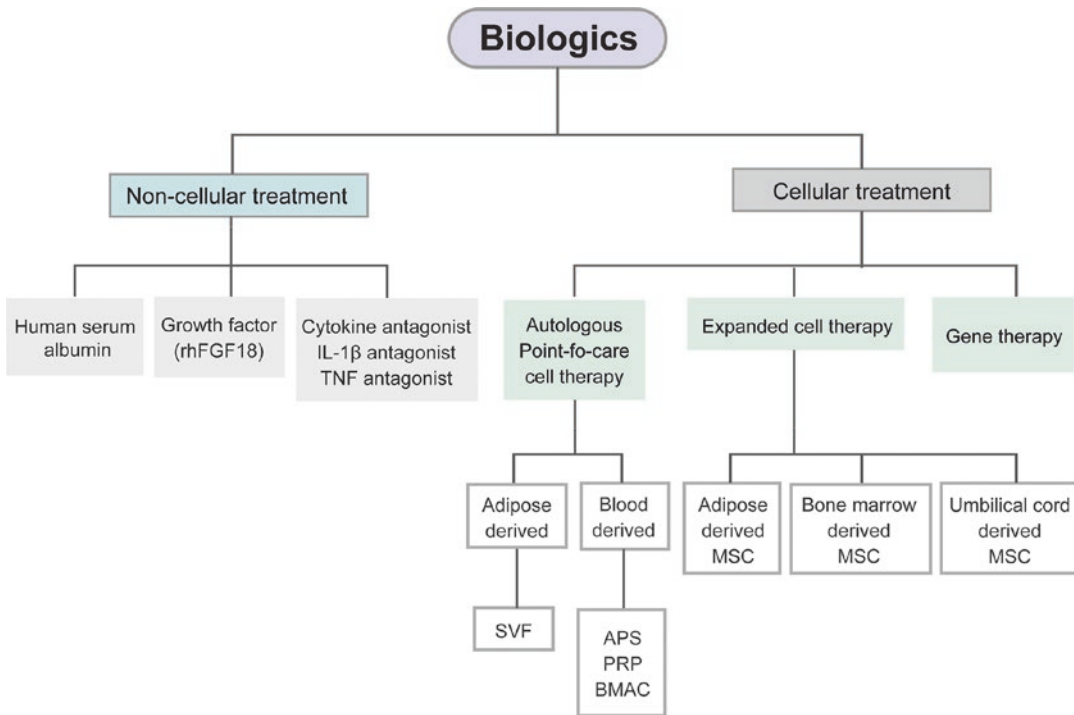 Biologics
Non-cellular treatment
Cellular treatment
Human serum
albumin
Growth factor
(rhFGF18)
Cytokine antagonist
IL-1β antagonist
TNF antagonist
Autologous
Point-fo-care
cell therapy
Expanded cell therapy
Gene therapy
Adipose
derived
Blood
derived
Adipose
derived
MSC
Bone marrow
derived
MSC
Umbilical cord
derived
MSC
SVF
APS
PRP
BMAC